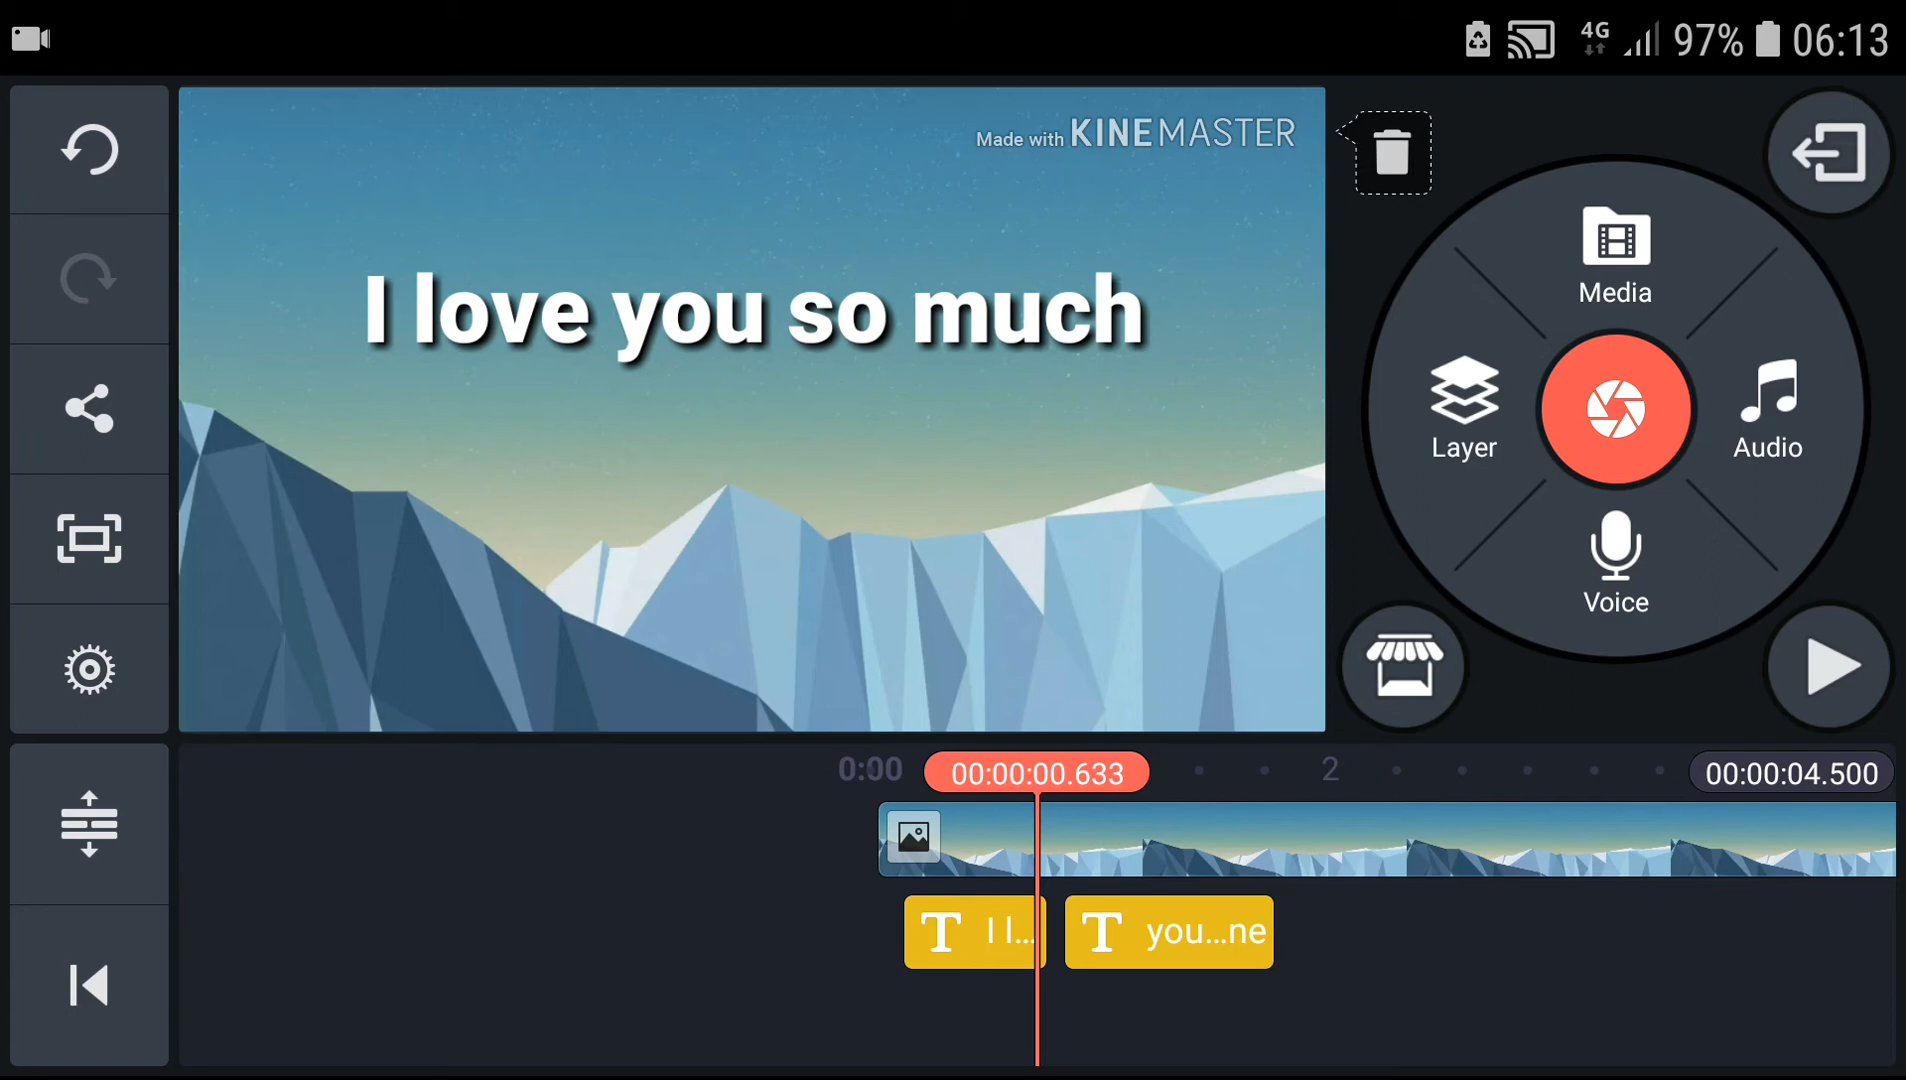 4G 97% 06:13
Made with KINEMASTER
I love you so much
Media
Layer
Audio
Voice
0:00
00:00:00.633
2
00:00:04.500
I l...
you...ne